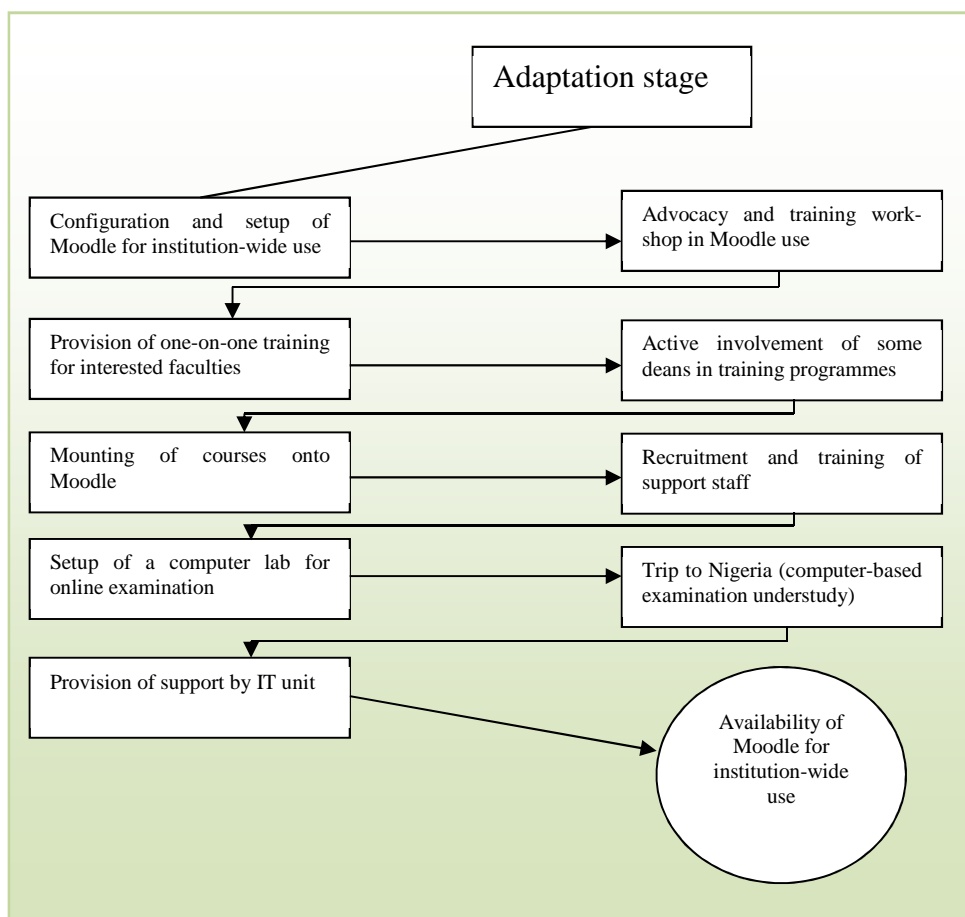 Adaptation stage
Configuration and setup of
Moodle for institution-wide use
Advocacy and training work-
shop in Moodle use
Provision of one-on-one training
for interested faculties
Active involvement of some
deans in training programmes
Mounting of courses onto
Moodle
Recruitment and training of
support staff
Setup of a computer lab for
online examination
Trip to Nigeria (computer-based
examination understudy)
Provision of support by IT unit
Availability of
Moodle for
institution-wide
use